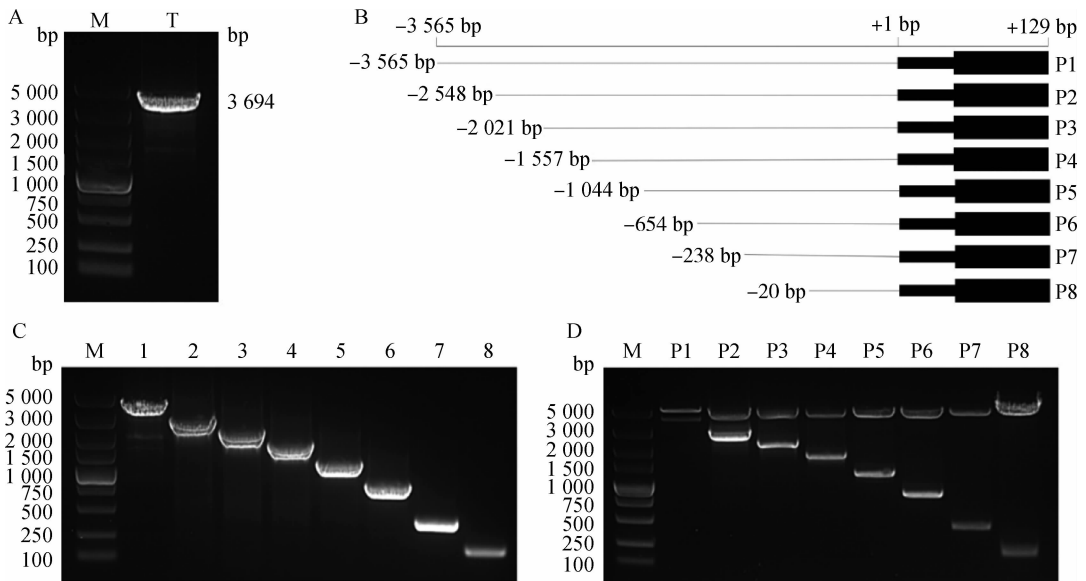 A
M T
bp
bp
5 000
3 000
2 000
1 500
1 000
750
500
250
100
3 694
B
−3 565 bp
+1 bp
+129 bp
−3 565 bp
P1
−2 548 bp
P2
−2 021 bp
P3
−1 557 bp
P4
−1 044 bp
P5
−654 bp
P6
−238 bp
P7
−20 bp
P8
C
bp
M 1 2 3 4 5 6 7 8
5 000
3 000
2 000
1 500
1 000
750
500
250
100
D
bp
M P1 P2 P3 P4 P5 P6 P7 P8
5 000
3 000
2 000
1 500
1 000
750
500
250
100